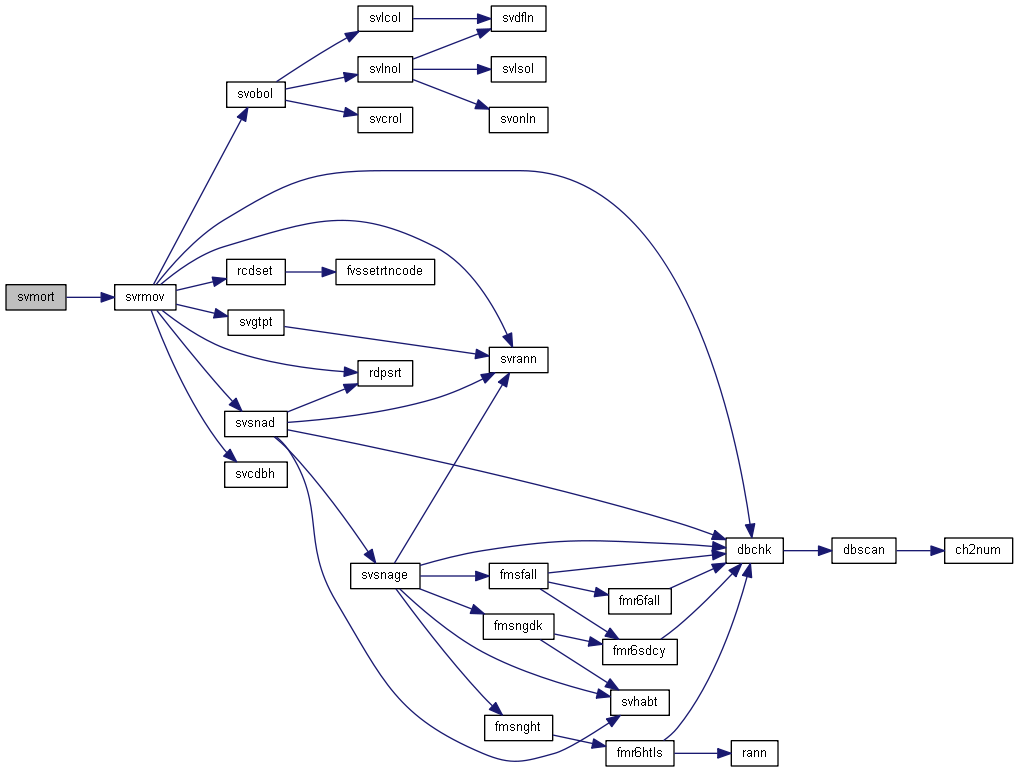 svlcol
svdfln
svlnol
svlsol
svobol
svcrol
svonln
rcdset
fvssetrtncode
svmort
svrmov
svgtpt
svrann
rdpsrt
svsnad
svcdbh
dbchk
dbscan
ch2num
svsnage
fmsfall
fmr6fall
fmsngdk
fmr6sdcy
svhabt
fmsnght
fmr6htls
rann